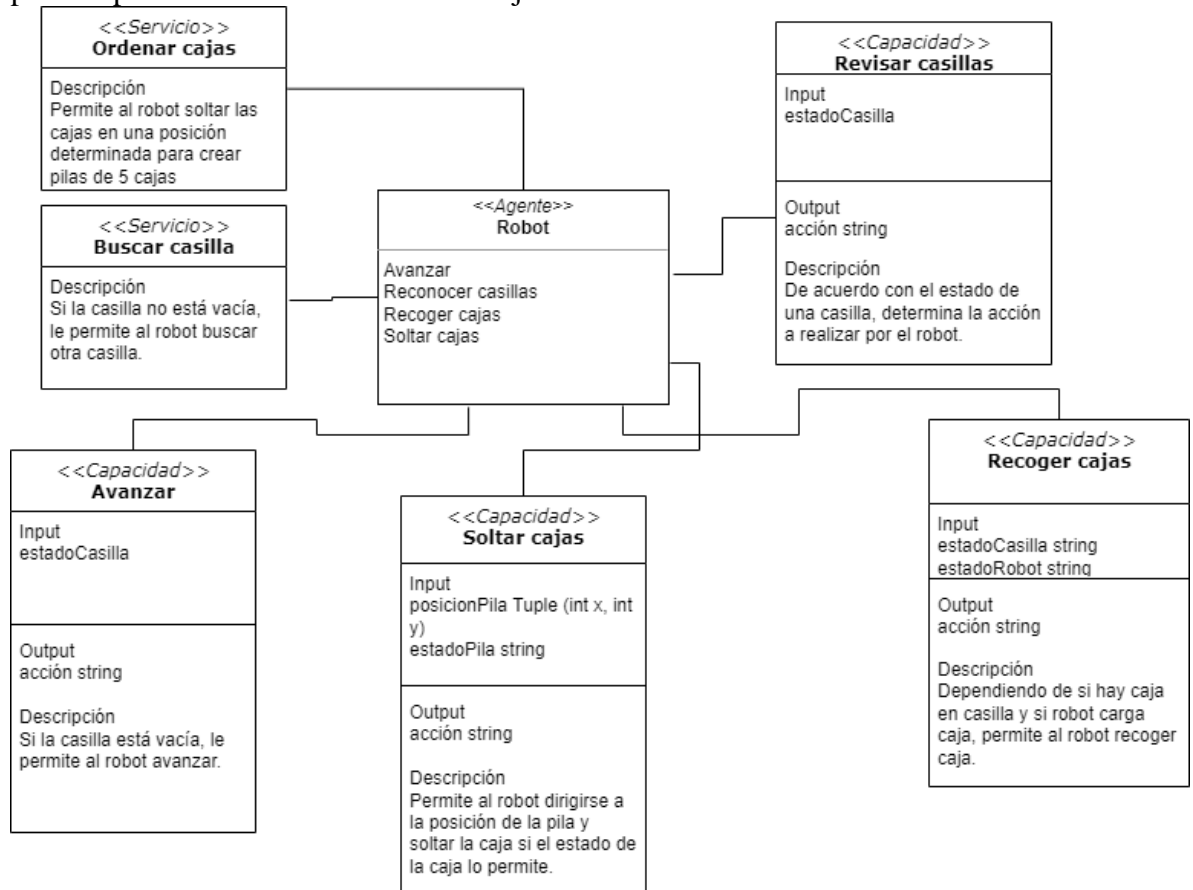 <<Servicio>>
Ordenar cajas
Descripción
Permite al robot soltar las
cajas en una posición
determinada para crear
pilas de 5 cajas
<<Capacidad>>
Revisar casillas
Input
estadoCasilla
Output
acción string
Descripción
De acuerdo con el estado de
una casilla, determina la acción
a realizar por el robot.
<<Servicio>>
Buscar casilla
Descripción
Si la casilla no está vacía,
le permite al robot buscar
otra casilla.
<<Agente>>
Robot
Avanzar
Reconocer casillas
Recoger cajas
Soltar cajas
<<Capacidad>>
Avanzar
Input
estadoCasilla
Output
acción string
Descripción
Si la casilla está vacía, le
permite al robot avanzar.
<<Capacidad>>
Soltar cajas
Input
posicionPila Tuple (int x, int
y)
estadoPila string
Output
acción string
Descripción
Permite al robot dirigirse a
la posición de la pila y
soltar la caja si el estado de
la caja lo permite.
<<Capacidad>>
Recoger cajas
Input
estadoCasilla string
estadoRobot string
Output
acción string
Descripción
Dependiendo de si hay caja
en casilla y si robot carga
caja, permite al robot recoger
caja.